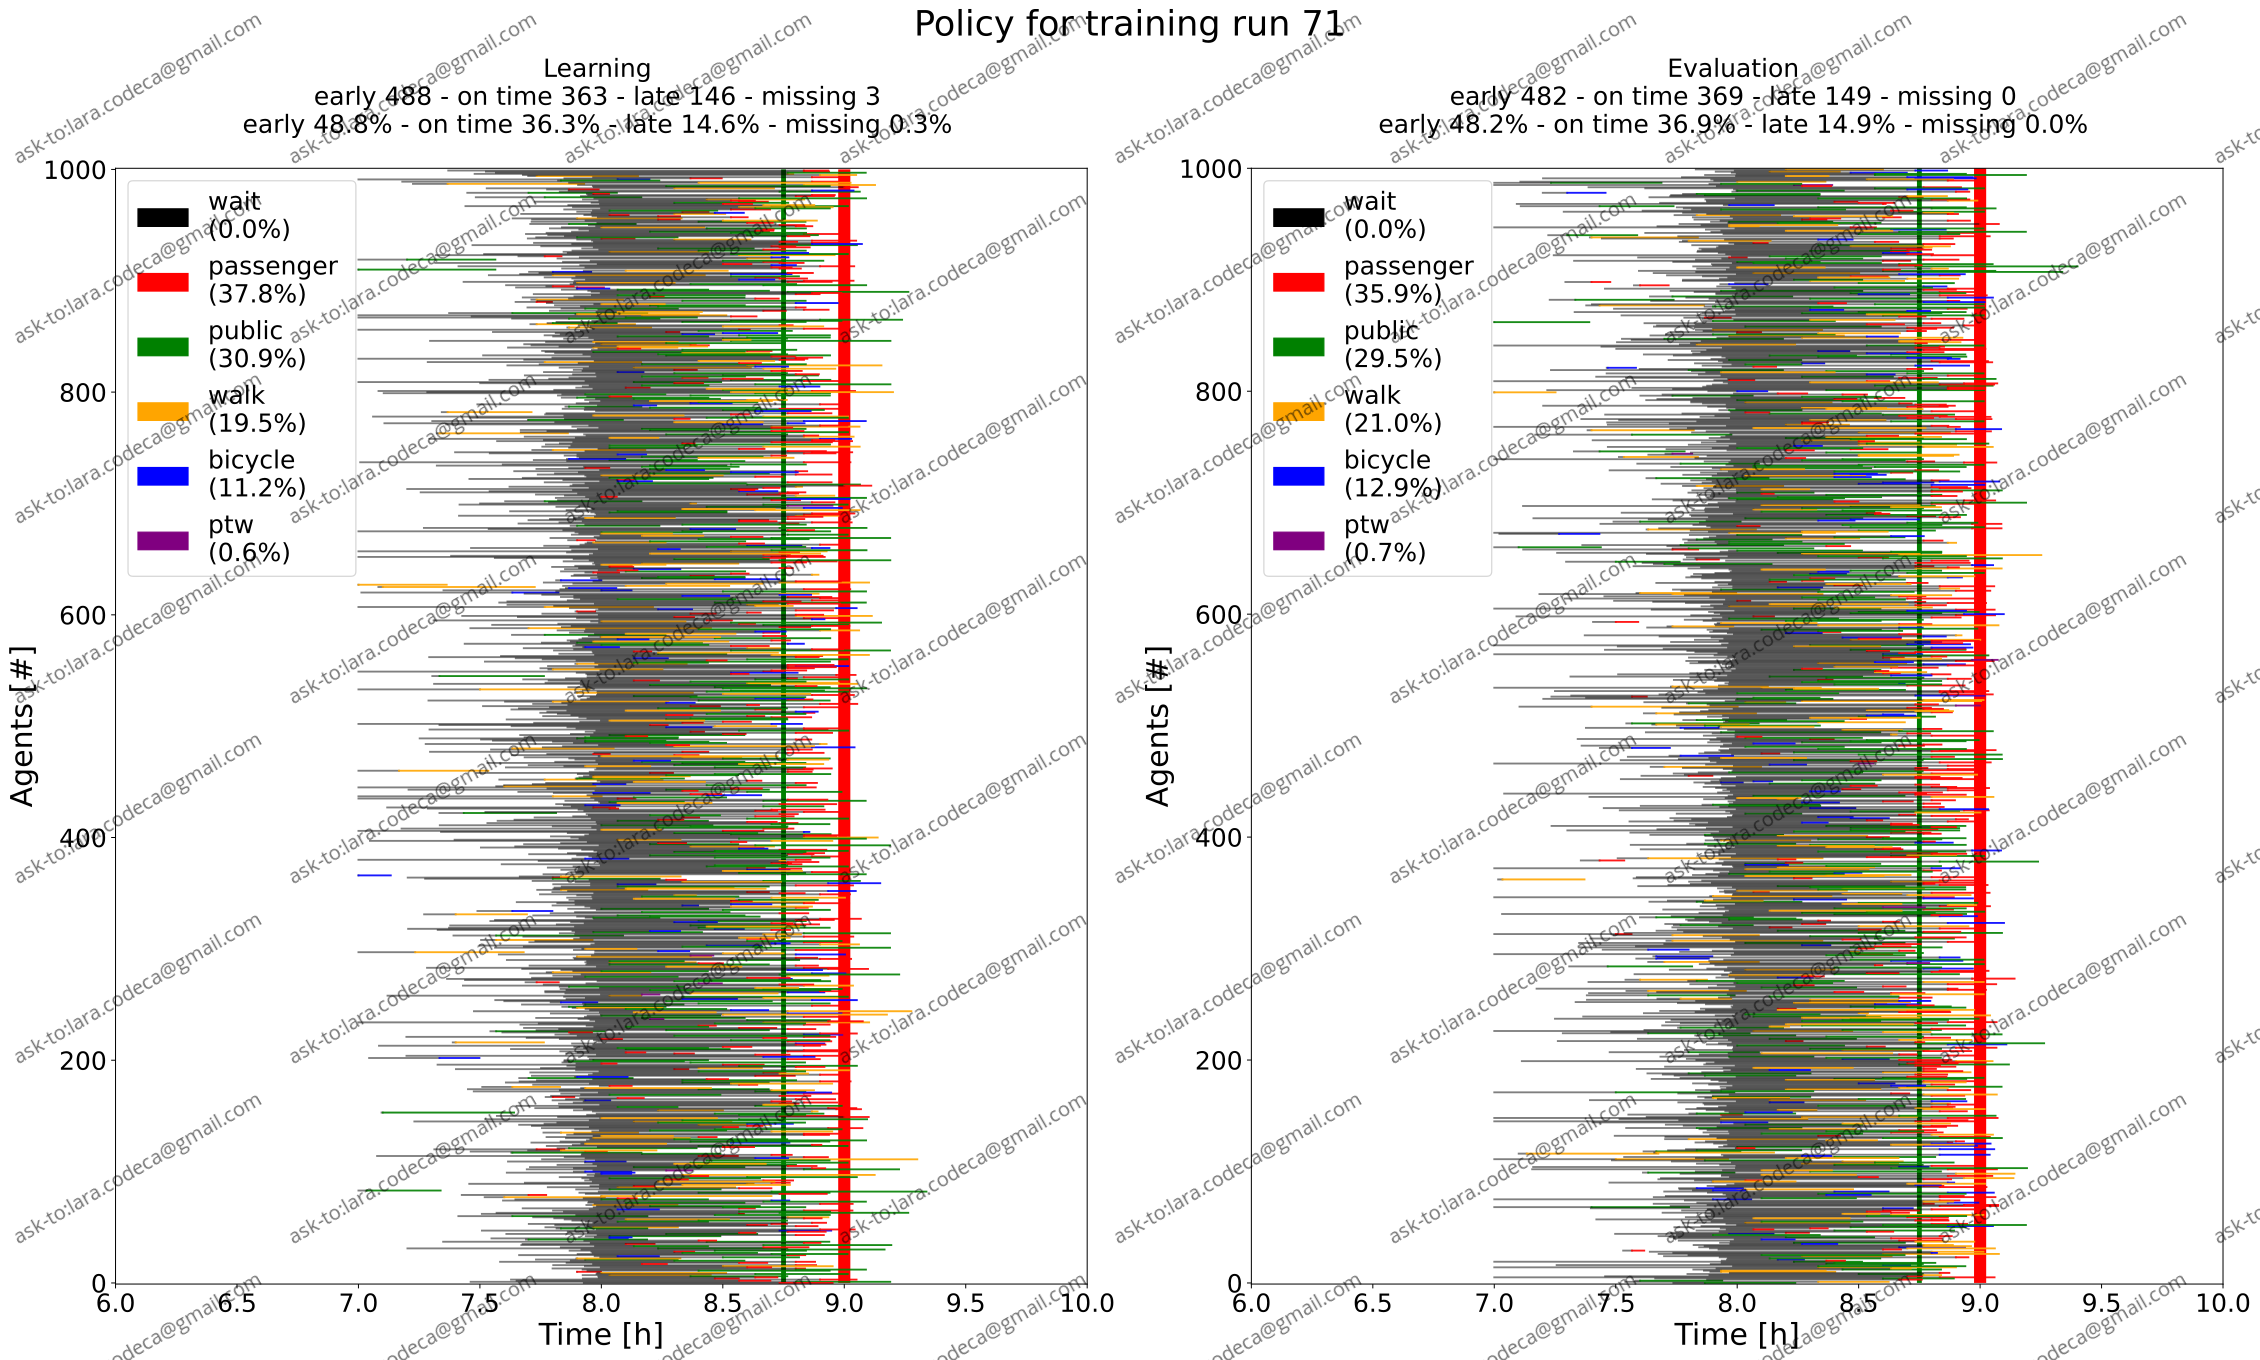 Policy for training run 71
Learning
early 488 - on time 363 - late 146 - missing 3
early 48.8% - on time 36.3% - late 14.6% - missing 0.3%
1000
800
600
400
200
0
Agents [#]
wait
(0.0%)
passenger
(37.8%)
public
(30.9%)
walk
(19.5%)
bicycle
(11.2%)
ptw
(0.6%)
6.0 6.5 7.0 7.5 8.0 8.5 9.0 9.5 10.0
Time [h]
Evaluation
early 482 - on time 369 - late 149 - missing 0
early 48.2% - on time 36.9% - late 14.9% - missing 0.0%
1000
800
600
400
200
0
Agents [#]
wait
(0.0%)
passenger
(35.9%)
public
(29.5%)
walk
(21.0%)
bicycle
(12.9%)
ptw
(0.7%)
6.0 6.5 7.0 7.5 8.0 8.5 9.0 9.5 10.0
Time [h]
ask-to:lara.codeca@gmail.com